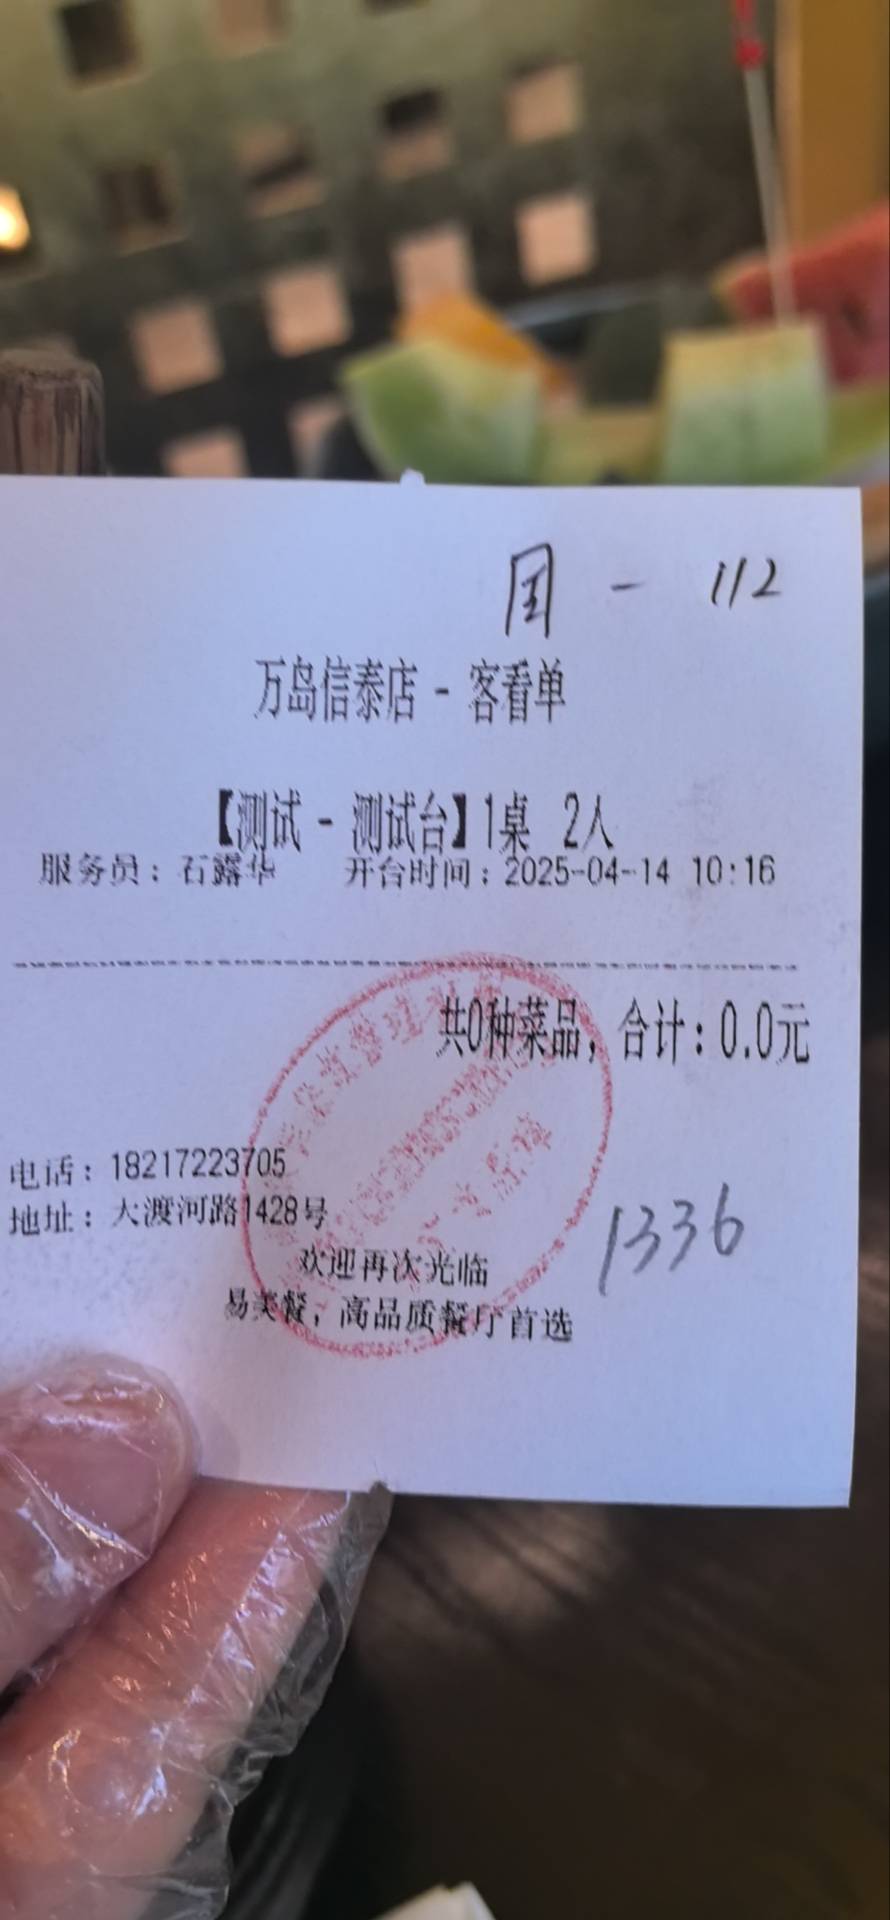 国 - 112
万岛信泰店 - 客看单
【测试 - 测试台】1桌 2人
服务员：石露华 开台时间：2025-04-14 10:16
共0种菜品，合计：0.0元
电话：18217223705
地址：大渡河路1428号
1336
欢迎再次光临
易美餐，高品质餐厅首选